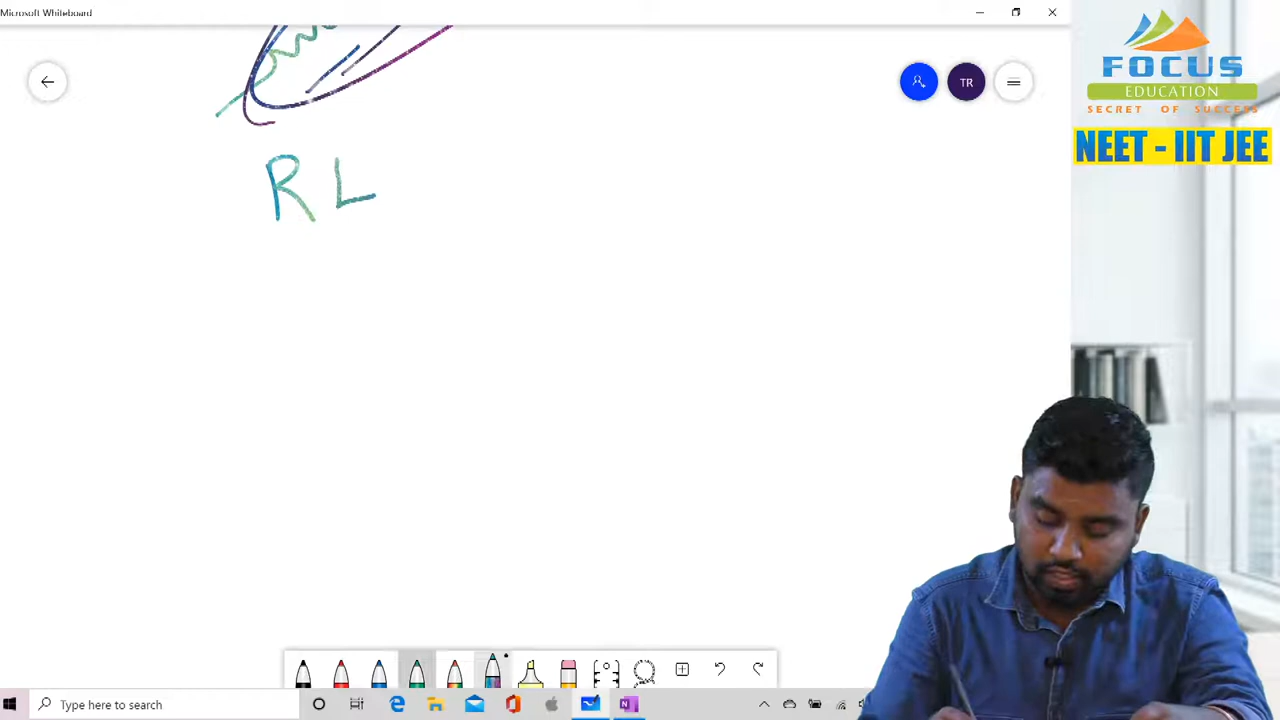 Microsoft Whiteboard
TR
FOCUS
EDUCATION
SECRET OF SUCCESS
NEET - IIT JEE
R L
Type here to search